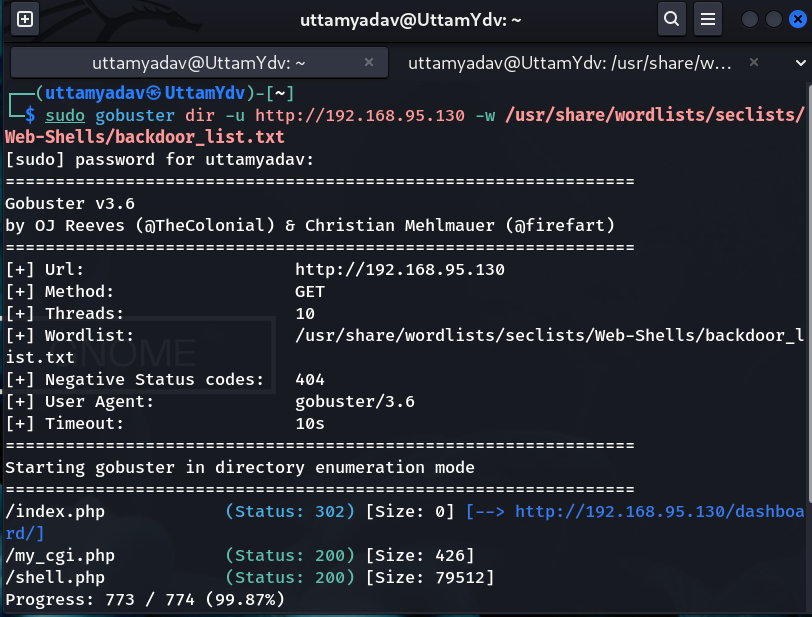 uttamyadav@UttamYdv: ~
uttamyadav@UttamYdv: ~ × uttamyadav@UttamYdv: /usr/share/w... ×
┌──(uttamyadav㉿UttamYdv)-[~]
└─$ sudo gobuster dir -u http://192.168.95.130 -w /usr/share/wordlists/seclists/
Web-Shells/backdoor_list.txt
[sudo] password for uttamyadav:
===============================================================
Gobuster v3.6
by OJ Reeves (@TheColonial) & Christian Mehlmauer (@firefart)
===============================================================
[+] Url:                     http://192.168.95.130
[+] Method:                  GET
[+] Threads:                 10
[+] Wordlist:                /usr/share/wordlists/seclists/Web-Shells/backdoor_l
ist.txt
[+] Negative Status codes:   404
[+] User Agent:              gobuster/3.6
[+] Timeout:                 10s
===============================================================
Starting gobuster in directory enumeration mode
===============================================================
/index.php            (Status: 302) [Size: 0] [--> http://192.168.95.130/dashboa
rd/]
/my_cgi.php           (Status: 200) [Size: 426]
/shell.php            (Status: 200) [Size: 79512]
Progress: 773 / 774 (99.87%)
GNOME